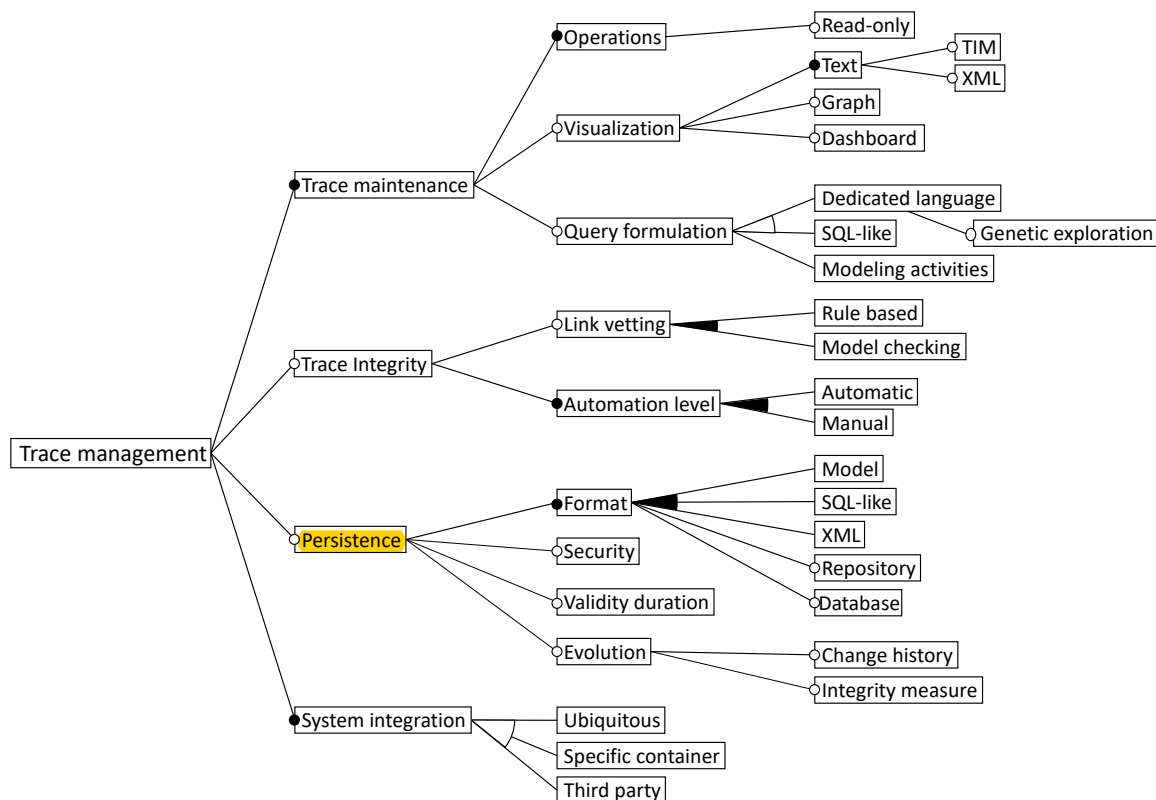 Trace management
Trace maintenance
Operations
Read-only
Visualization
Text
TIM
XML
Graph
Dashboard
Query formulation
Dedicated language
Genetic exploration
SQL-like
Modeling activities
Trace Integrity
Link vetting
Rule based
Model checking
Automation level
Automatic
Manual
Persistence
Format
Model
SQL-like
XML
Repository
Database
Security
Validity duration
Evolution
Change history
Integrity measure
System integration
Ubiquitous
Specific container
Third party